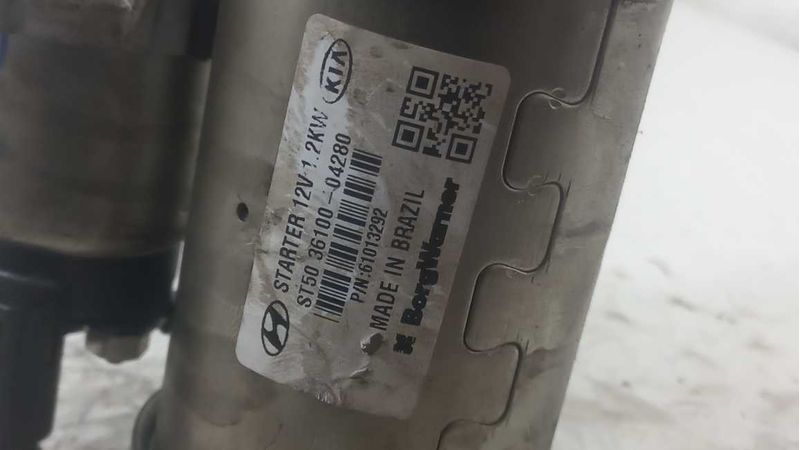 KIA
STARTER 12V 1.2KW
ST50 36100-04280
P/N:61013292
MADE IN BRAZIL
BorgWarner